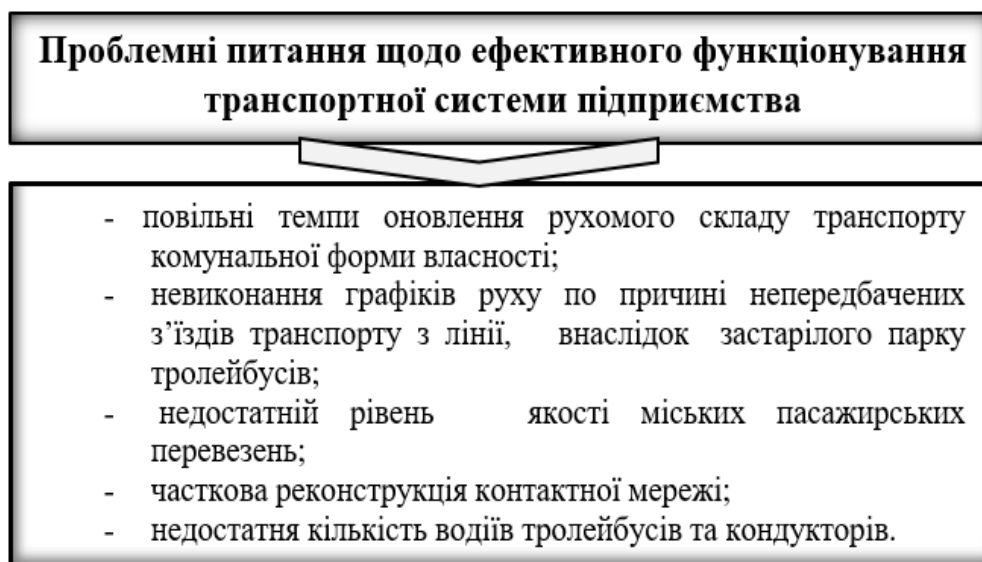 Проблемні питання щодо ефективного функціонування
транспортної системи підприємства
- повільні темпи оновлення рухомого складу транспорту
комунальної форми власності;
- невиконання графіків руху по причині непередбачених
з’їздів транспорту з лінії, внаслідок застарілого парку
тролейбусів;
- недостатній рівень якості міських пасажирських
перевезень;
- часткова реконструкція контактної мережі;
- недостатня кількість водіїв тролейбусів та кондукторів.